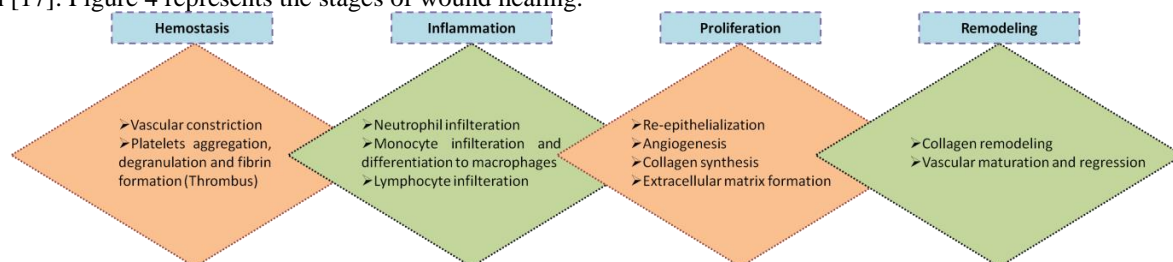 [17]. Figure 4 represents the stages of wound healing.
Hemostasis
Inflammation
Proliferation
Remodeling
➢Vascular constriction
➢Platelets aggregation,
degranulation and fibrin
formation (Thrombus)
➢Neutrophil infilteration
➢Monocyte infilteration and
differentiation to macrophages
➢Lymphocyte infilteration
➢Re-epithelialization
➢Angiogenesis
➢Collagen synthesis
➢Extracellular matrix formation
➢Collagen remodeling
➢Vascular maturation and regression